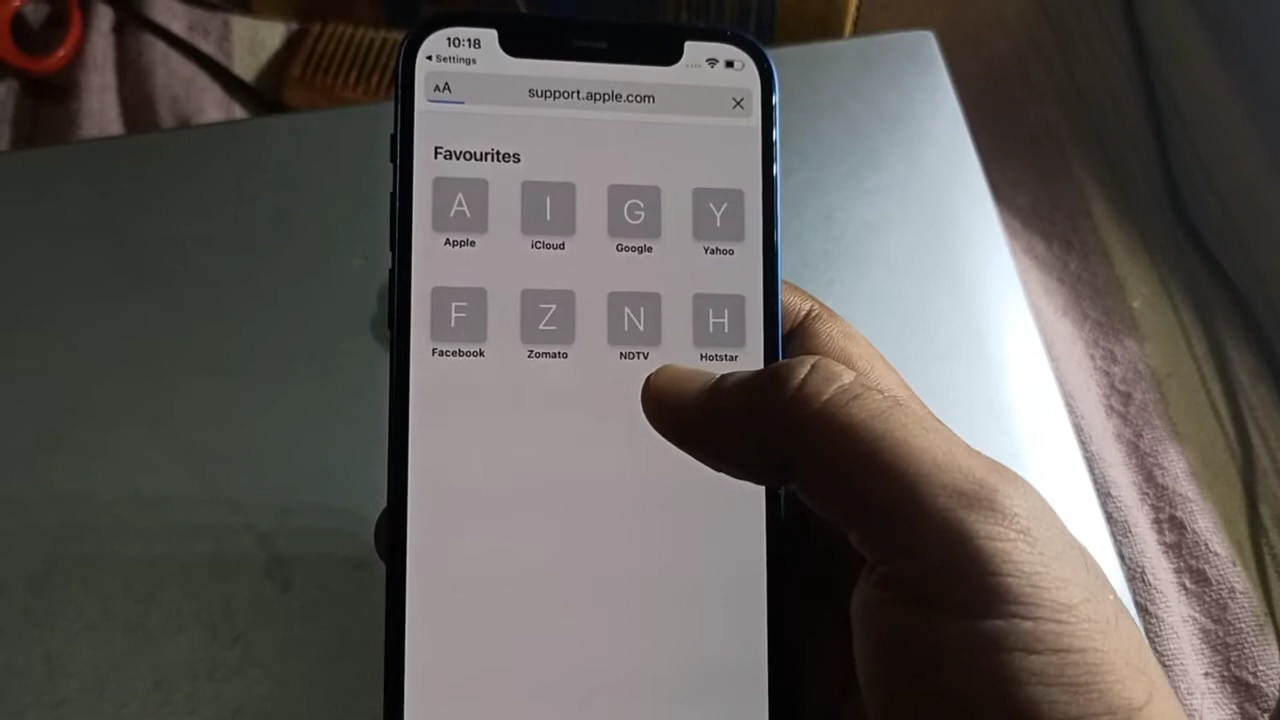 10:18
◀ Settings
AA support.apple.com
Favourites
A I G Y
Apple iCloud Google Yahoo
F Z N H
Facebook Zomato NDTV Hotstar